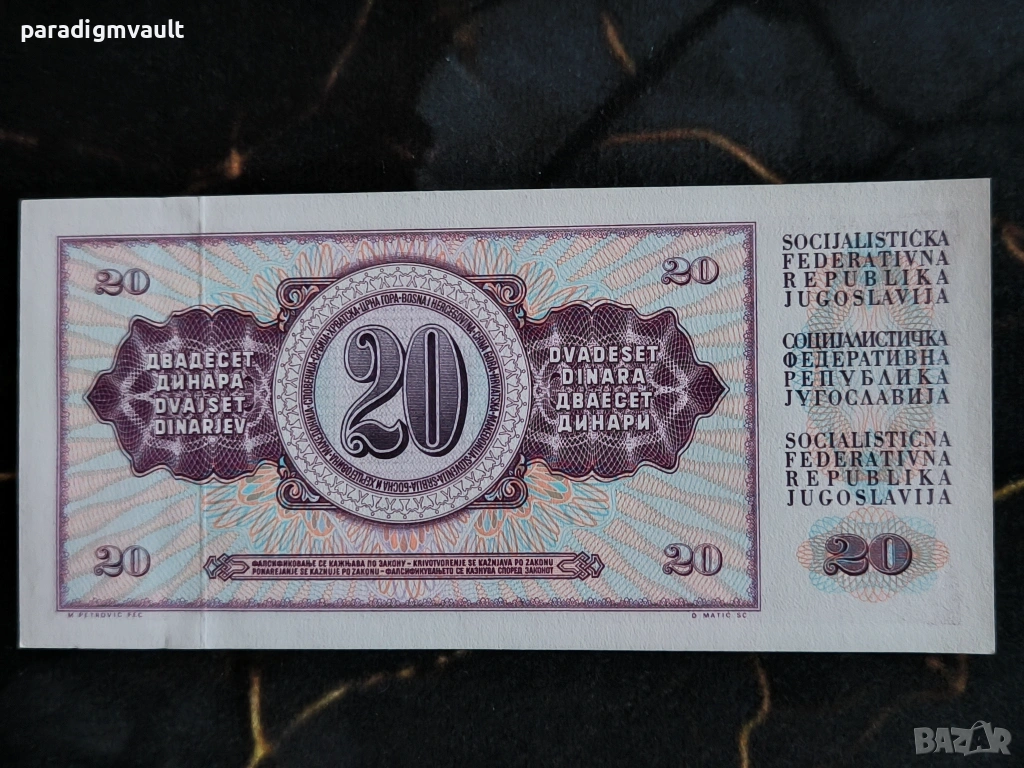 paradigmvault
20
20
ДВАДЕСЕТ
ДИНАРА
DVAJSET
DINARJEV
20
DVADESET
DINARA
ДВАЕСЕТ
ДИНАРИ
20
20
ФАЛСИФИКОВАЊЕ СЕ КАЖЊАВА ПО ЗАКОНУ – KRIVOTVORENJE SE KAŽNJAVA PO ZAKONU
PONAREJANJE SE KAZNUJE PO ZAKONU – ФАЛСИФИКУВАЊЕТО СЕ КАЗНУВА СПОРЕД ЗАКОНОТ
M. PETROVIĆ FEC.
D. MATIĆ SC.
SOCIJALISTIČKA
FEDERATIVNA
REPUBLIKA
JUGOSLAVIJA
СОЦИЈАЛИСТИЧКА
ФЕДЕРАТИВНА
РЕПУБЛИКА
ЈУГОСЛАВИЈА
SOCIALISTIČNA
FEDERATIVNA
REPUBLIKA
JUGOSLAVIJA
20
BAZAR